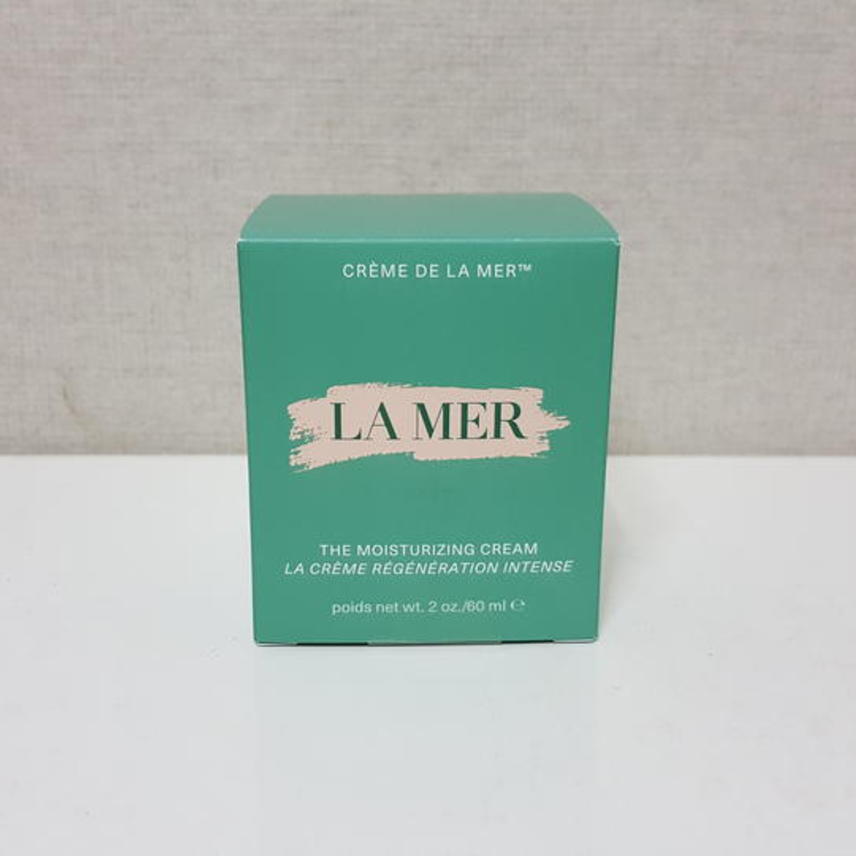 CRÈME DE LA MER™
LA MER
THE MOISTURIZING CREAM
LA CRÈME RÉGÉNÉRATION INTENSE
poids net wt. 2 oz./60 ml ℮